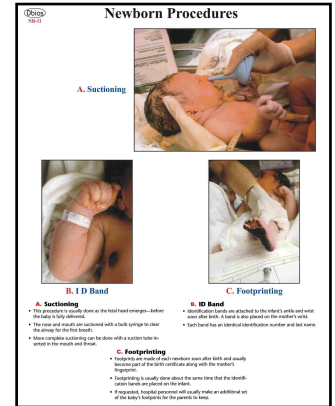 Dbios
NB-11
Newborn Procedures
A. Suctioning
B. I D Band
C. Footprinting
A. Suctioning
• This procedure is usually done as the fetal head emerges—before
the baby is fully delivered.
• The nose and mouth are suctioned with a bulb syringe to clear
the airway for the first breath.
• More complete suctioning can be done with a suction tube in-
serted in the mouth and throat.
B. ID Band
• Identification bands are attached to the infant's ankle and wrist
soon after birth. A band is also placed on the mother's wrist.
• Each band has an identical identification number and last name.
C. Footprinting
• Footprints are made of each newborn soon after birth and usually
become part of the birth certificate along with the mother's
fingerprint.
• Footprinting is usually done about the same time that the identifi-
cation bands are placed on the infant.
• If requested, hospital personnel will usually make an additional set
of the baby's footprints for the parents to keep.